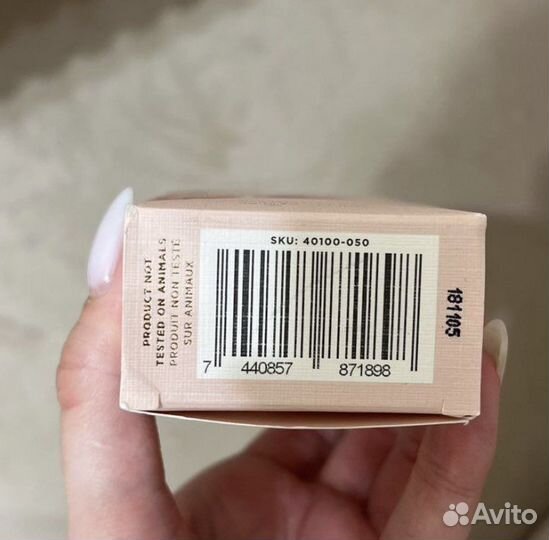 SKU: 40100-050
7 440857 871898
PRODUCT NOT
TESTED ON ANIMALS
PRODUIT NON TESTÉ
SUR ANIMAUX
181105
Avito